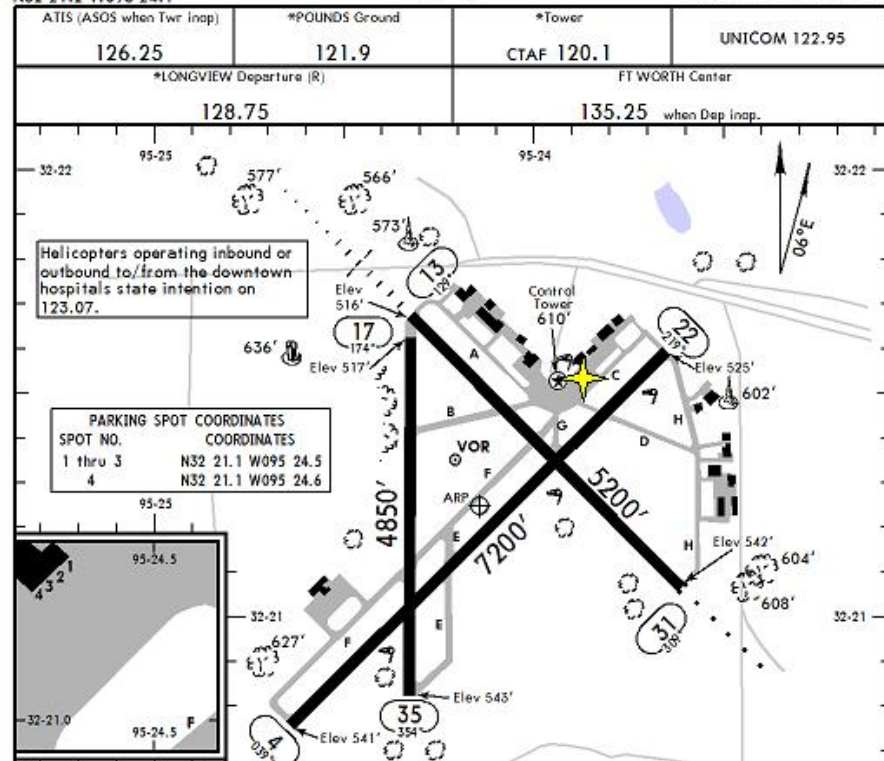 ATIS (ASOS when Twr inop)
126.25
*POUNDS Ground
121.9
*Tower
CTAF 120.1
UNICOM 122.95
*LONGVIEW Departure (R)
128.75
FT WORTH Center
135.25 when Dep inop.
95-25
95-24
32-22
32-22
577'
566'
573'
06°E
Helicopters operating inbound or
outbound to/from the downtown
hospitals state intention on
123.07.
13
129°
Elev
516'
Control
Tower
610'
17
174°
22
219°
636'
Elev 517'
A
C
Elev 525'
602'
H
PARKING SPOT COORDINATES
SPOT NO. COORDINATES
1 thru 3 N32 21.1 W095 24.5
4 N32 21.1 W095 24.6
B
G
D
VOR
F
ARP
5200'
4850'
7200'
95-25
E
Elev 542'
H
604'
608'
95-24.5
1
2
3
4
32-21
32-21
31
309°
F
E
627'
Elev 543'
35
354°
4
039°
Elev 541'
32-21.0
F
95-24.5